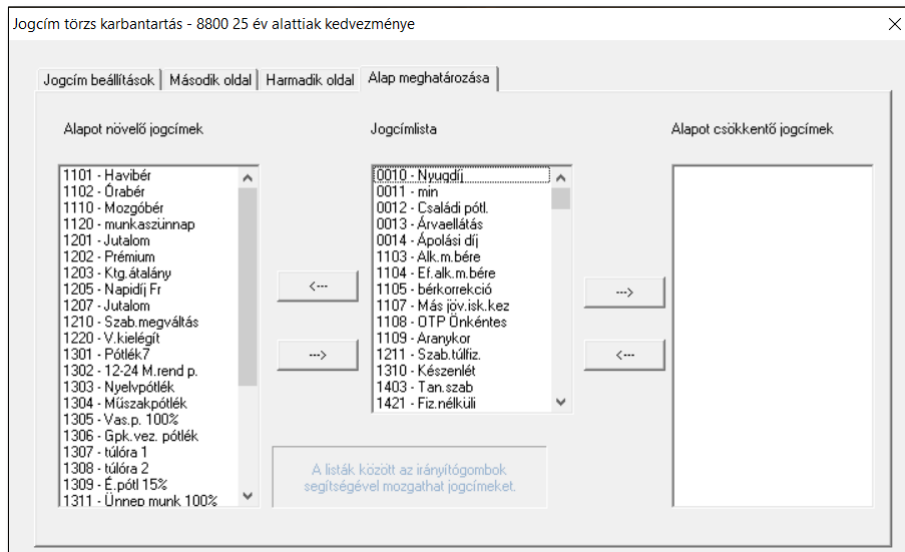 Jogcím törzs karbantartás - 8800 25 év alattiak kedvezménye
Jogcím beállítások
Második oldal
Harmadik oldal
Alap meghatározása
Alapot növelő jogcímek
1101 - Havibér
1102 - Órabér
1110 - Mozgóbér
1120 - munkaszünnap
1201 - Jutalom
1202 - Prémium
1203 - Ktg.átalány
1205 - Napidíj Fr
1207 - Jutalom
1210 - Szab.megváltás
1220 - V.kielégít
1301 - Pótlék7
1302 - 12-24 M.rend p.
1303 - Nyelvpótlék
1304 - Műszakpótlék
1305 - Vas.p. 100%
1306 - Gpk.vez. pótlék
1307 - túlóra 1
1308 - túlóra 2
1309 - É.pótl 15%
1311 - Ünnep munk 100%
<---
--->
Jogcímlista
0010 - Nyugdíj
0011 - min
0012 - Családi pótl.
0013 - Árvaellátás
0014 - Ápolási díj
1103 - Alk.m.bére
1104 - Ef.alk.m.bére
1105 - bérkorrekció
1107 - Más jöv.isk.kez
1108 - OTP Önkéntes
1109 - Aranykor
1211 - Szab.túlfiz.
1310 - Készenlét
1403 - Tan.szab
1421 - Fiz.nélküli
A listák között az irányítógombok
segítségével mozgathat jogcímeket.
--->
<---
Alapot csökkentő jogcímek